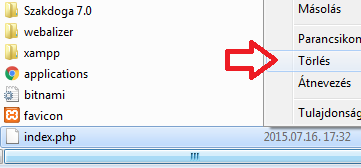 Szakdoga 7.0
webalizer
xampp
applications
bitnami
favicon
index.php
2015.07.16. 17:32
Másolás
Parancsikon
Törlés
Átnevezés
Tulajdonság